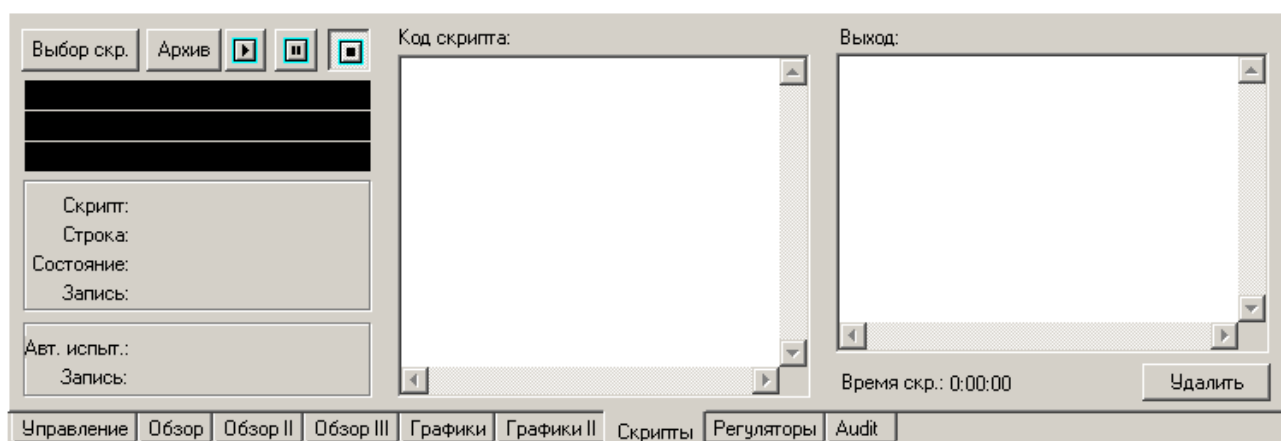 Выбор скр. Архив
Код скрипта:
Выход:
Скрипт:
Строка:
Состояние:
Запись:
Авт. испыт.:
Запись:
Время скр.: 0:00:00
Удалить
Управление Обзор Обзор II Обзор III Графики Графики II Скрипты Регуляторы Audit